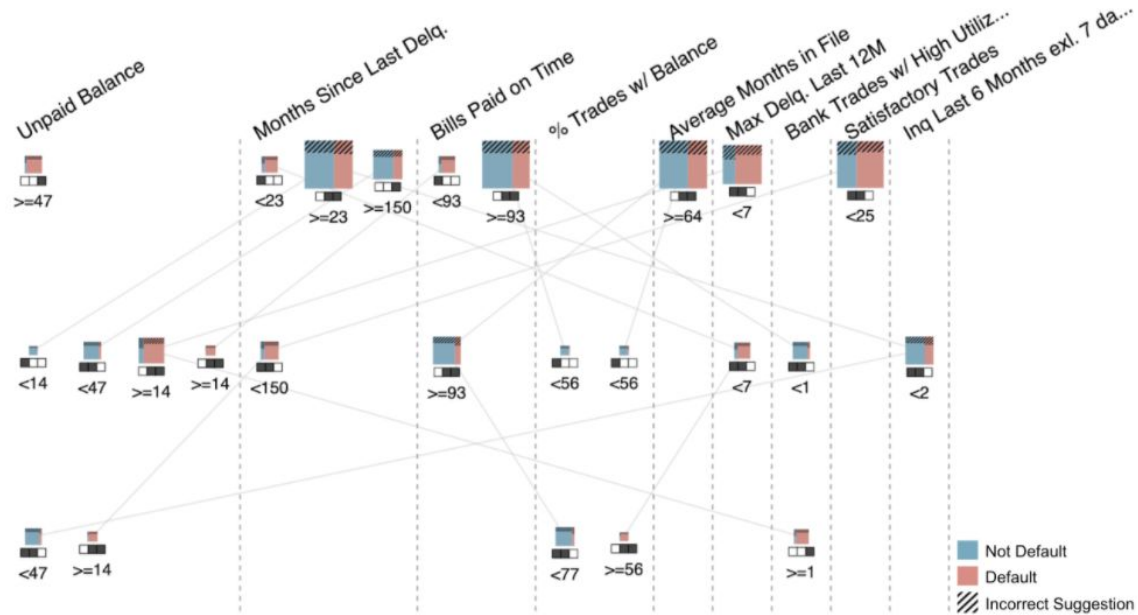 Unpaid Balance
Months Since Last Delq.
Bills Paid on Time
% Trades w/ Balance
Average Months in File
Max Delq. Last 12M
Bank Trades w/ High Utiliz...
Satisfactory Trades
Inq Last 6 Months exl. 7 da...
>=47
<23
>=23
>=150
<93
>=93
>=64
<7
<25
<14
<47
>=14
>=14
<150
>=93
<56
<56
<7
<1
<2
<47
>=14
<77
>=56
>=1
Not Default
Default
Incorrect Suggestion